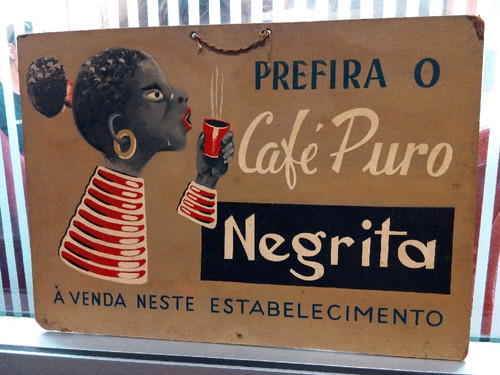 PREFIRA O
Café Puro
Negrita
À VENDA NESTE ESTABELECIMENTO